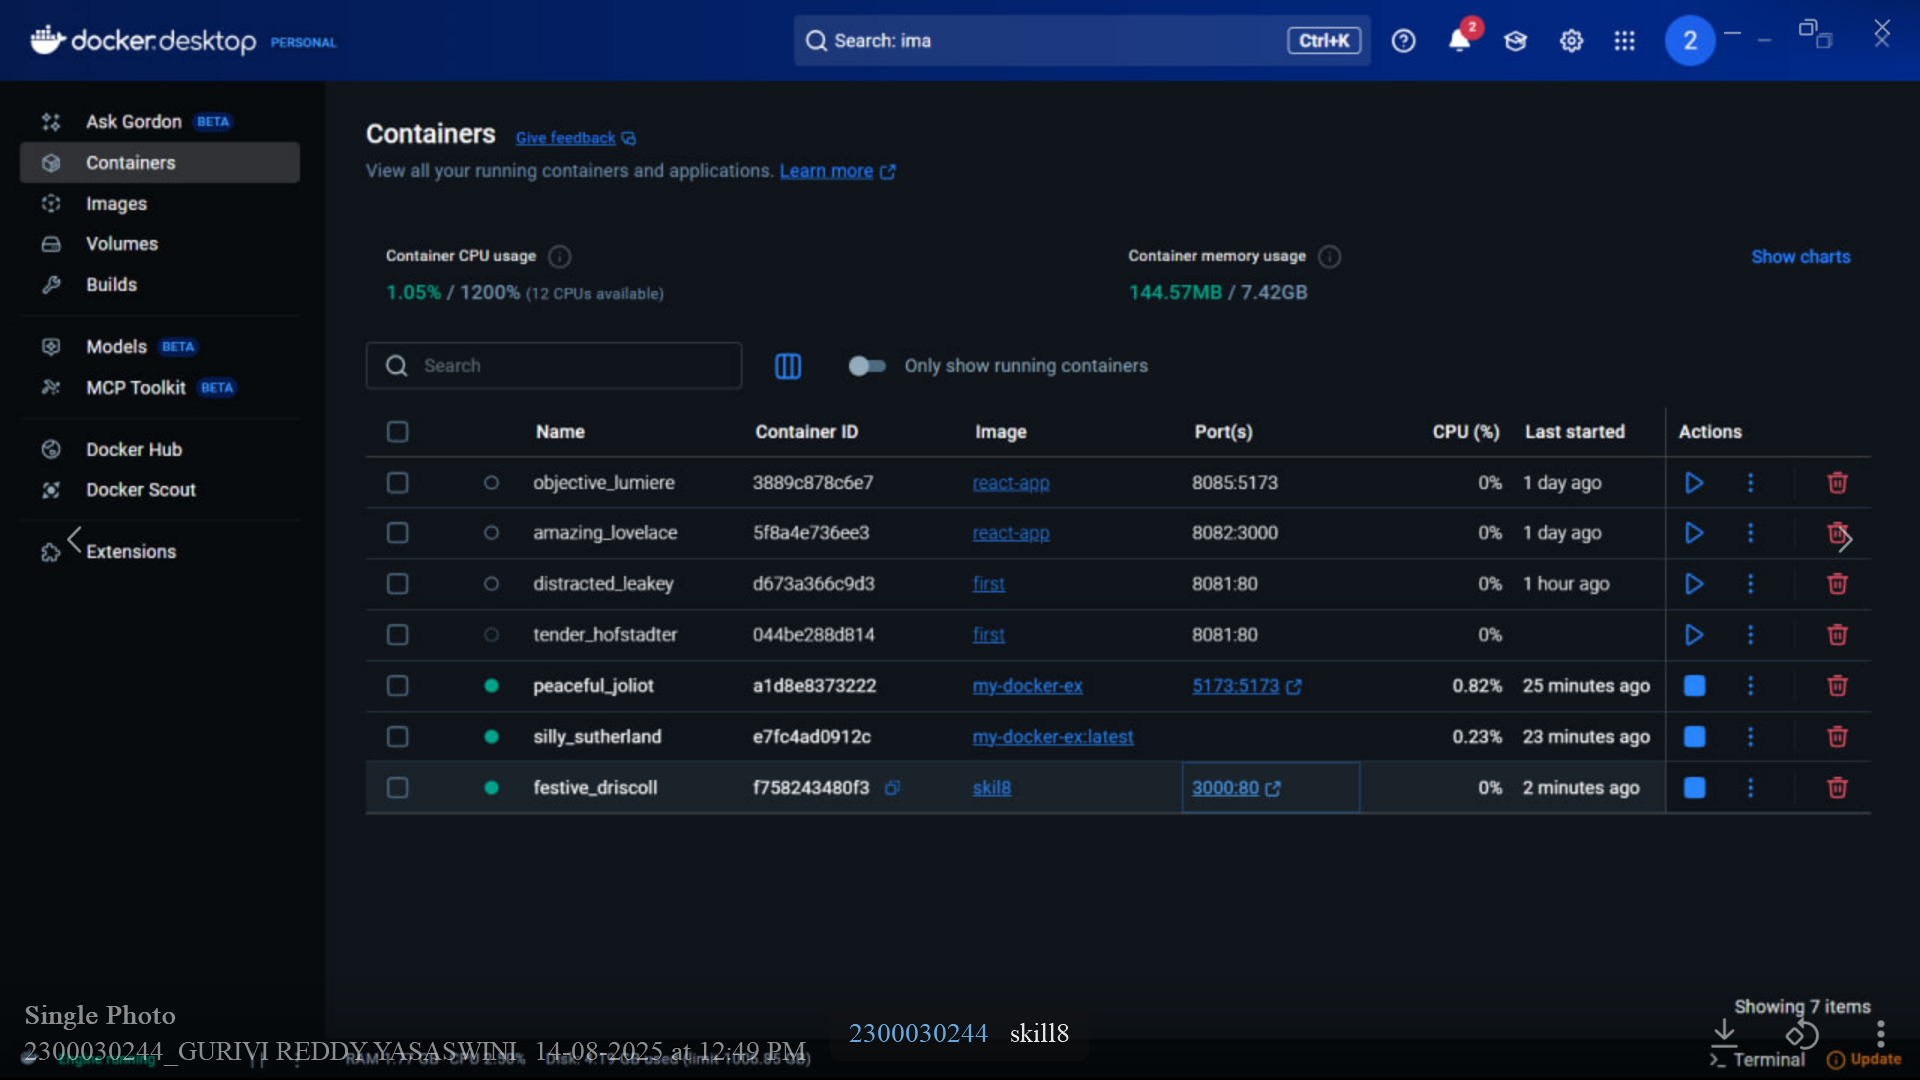 docker.desktop PERSONAL
Search: ima Ctrl+K
2
2
Ask Gordon BETA
Containers
Images
Volumes
Builds
Models BETA
MCP Toolkit BETA
Docker Hub
Docker Scout
Extensions
Containers Give feedback
View all your running containers and applications. Learn more
Container CPU usage
1.05% / 1200% (12 CPUs available)
Container memory usage
144.57MB / 7.42GB
Show charts
Search
Only show running containers
Name Container ID Image Port(s) CPU (%) Last started Actions
objective_lumiere 3889c878c6e7 react-app 8085:5173 0% 1 day ago
amazing_lovelace 5f8a4e736ee3 react-app 8082:3000 0% 1 day ago
distracted_leakey d673a366c9d3 first 8081:80 0% 1 hour ago
tender_hofstadter 044be288d814 first 8081:80 0%
peaceful_joliot a1d8e8373222 my-docker-ex 5173:5173 0.82% 25 minutes ago
silly_sutherland e7fc4ad0912c my-docker-ex:latest 0.23% 23 minutes ago
festive_driscoll f758243480f3 skil8 3000:80 0% 2 minutes ago
Showing 7 items
Single Photo
2300030244_GURIVI REDDY YASASWINI 14-08-2025 at 12:49 PM
2300030244 skill8
Engine running
Terminal Update